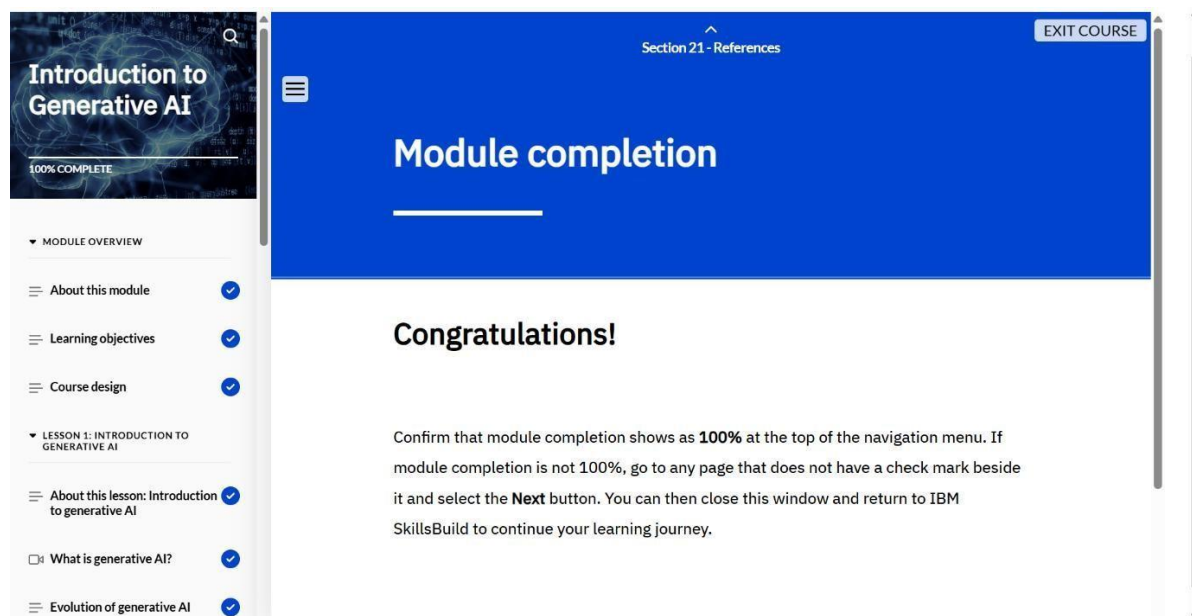 Introduction to
Generative AI
100% COMPLETE
MODULE OVERVIEW
About this module
Learning objectives
Course design
LESSON 1: INTRODUCTION TO
GENERATIVE AI
About this lesson: Introduction
to generative AI
What is generative AI?
Evolution of generative AI
Section 21 - References
EXIT COURSE
Module completion
Congratulations!
Confirm that module completion shows as 100% at the top of the navigation menu. If
module completion is not 100%, go to any page that does not have a check mark beside
it and select the Next button. You can then close this window and return to IBM
SkillsBuild to continue your learning journey.